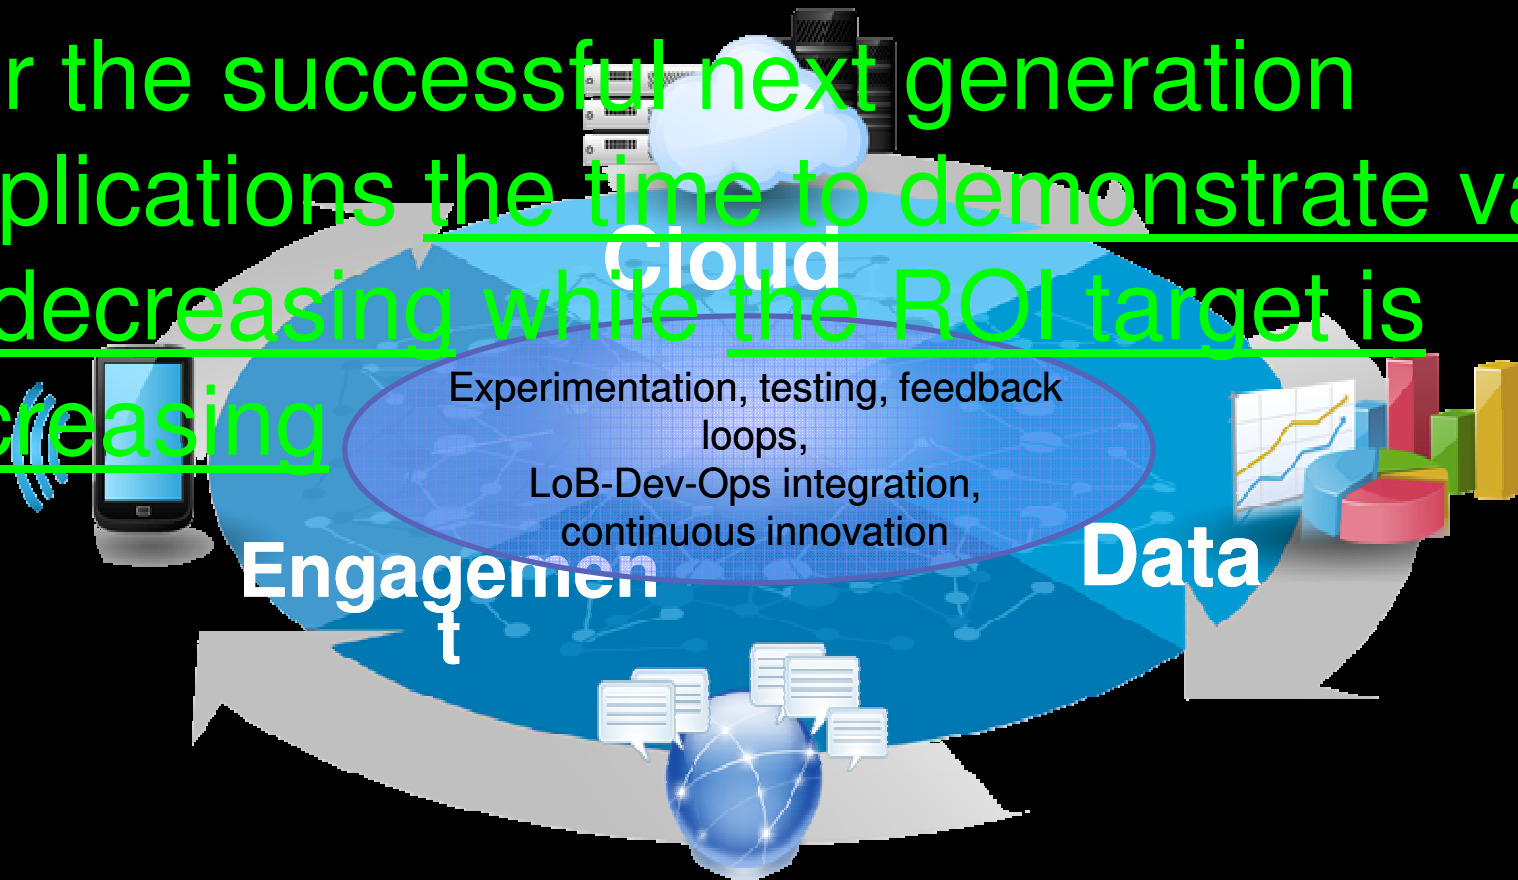 r the successful next generation
plications the time to demonstrate va
decreasing while the ROI target is
creasing
Cloud
Experimentation, testing, feedback
loops,
LoB-Dev-Ops integration,
continuous innovation
Engagemen
t
Data